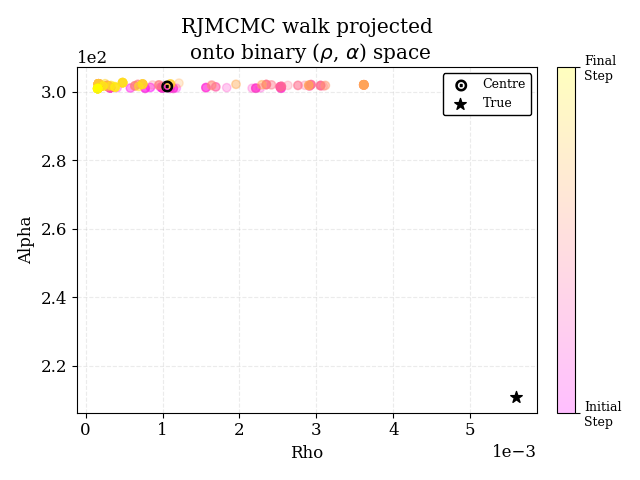 RJMCMC walk projected
onto binary (ρ, α) space
1e2
3.0
2.8
2.6
2.4
2.2
Alpha
0
1
2
3
4
5
1e−3
Rho
Centre
True
Final
Step
Initial
Step